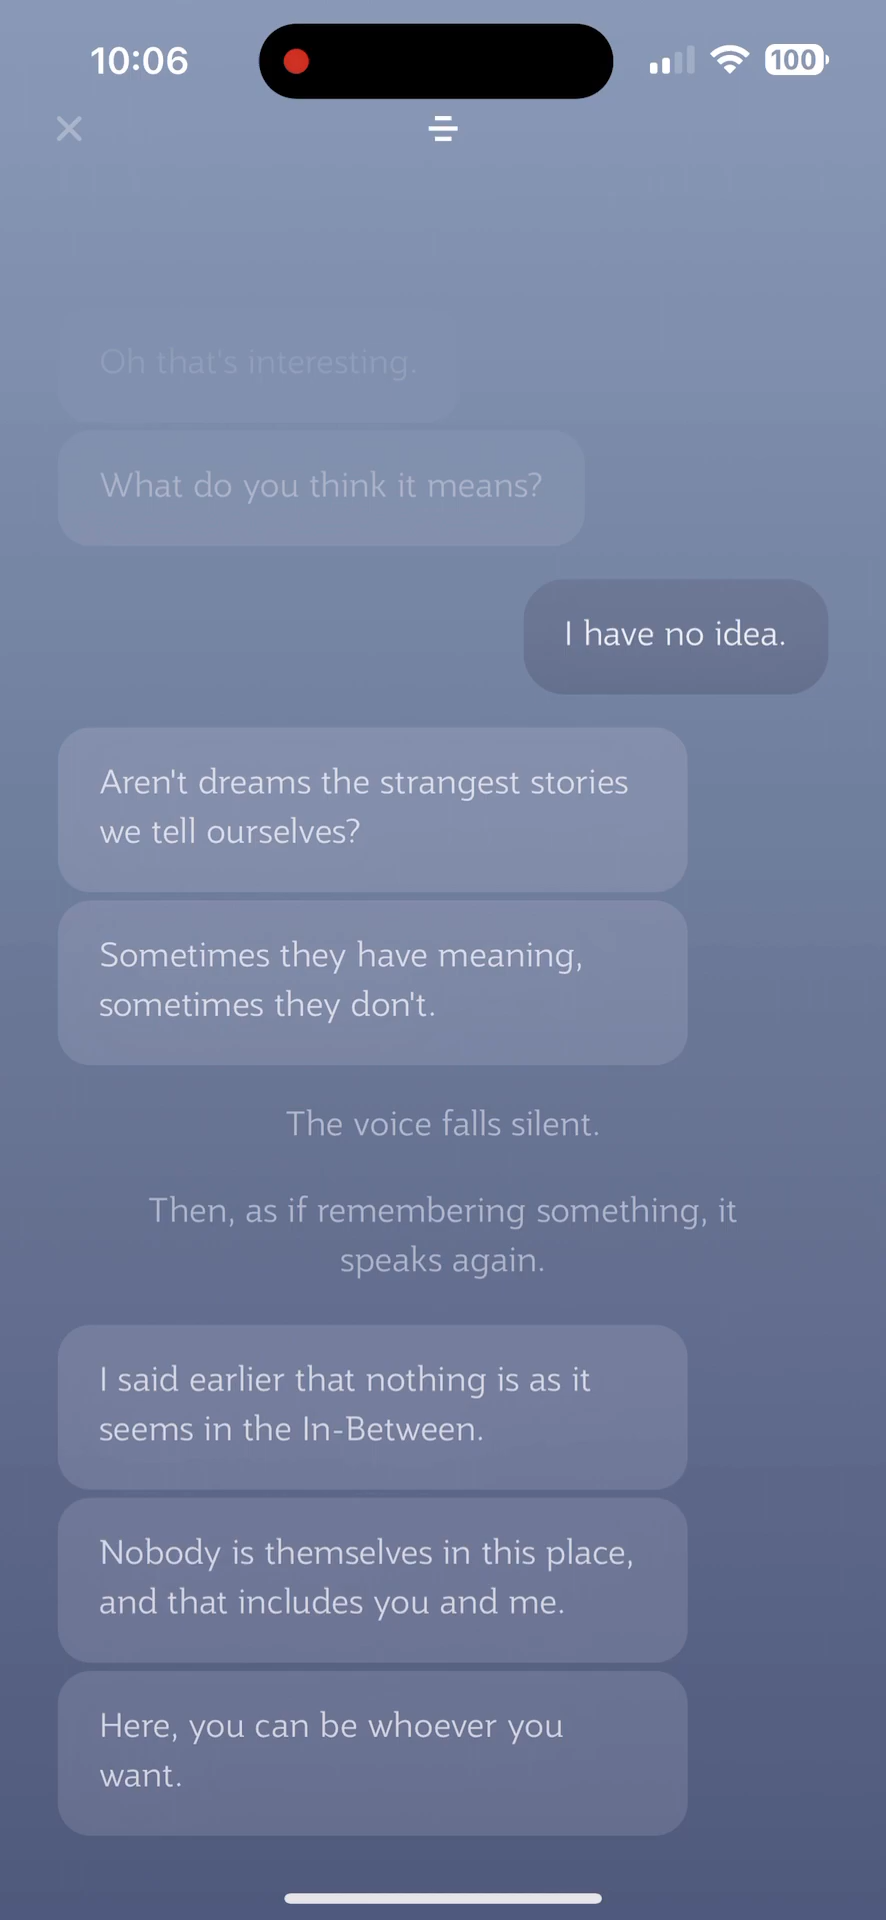 10:06
100
Oh that's interesting.
What do you think it means?
I have no idea.
Aren't dreams the strangest stories
we tell ourselves?
Sometimes they have meaning,
sometimes they don't.
The voice falls silent.
Then, as if remembering something, it
speaks again.
I said earlier that nothing is as it
seems in the In-Between.
Nobody is themselves in this place,
and that includes you and me.
Here, you can be whoever you
want.